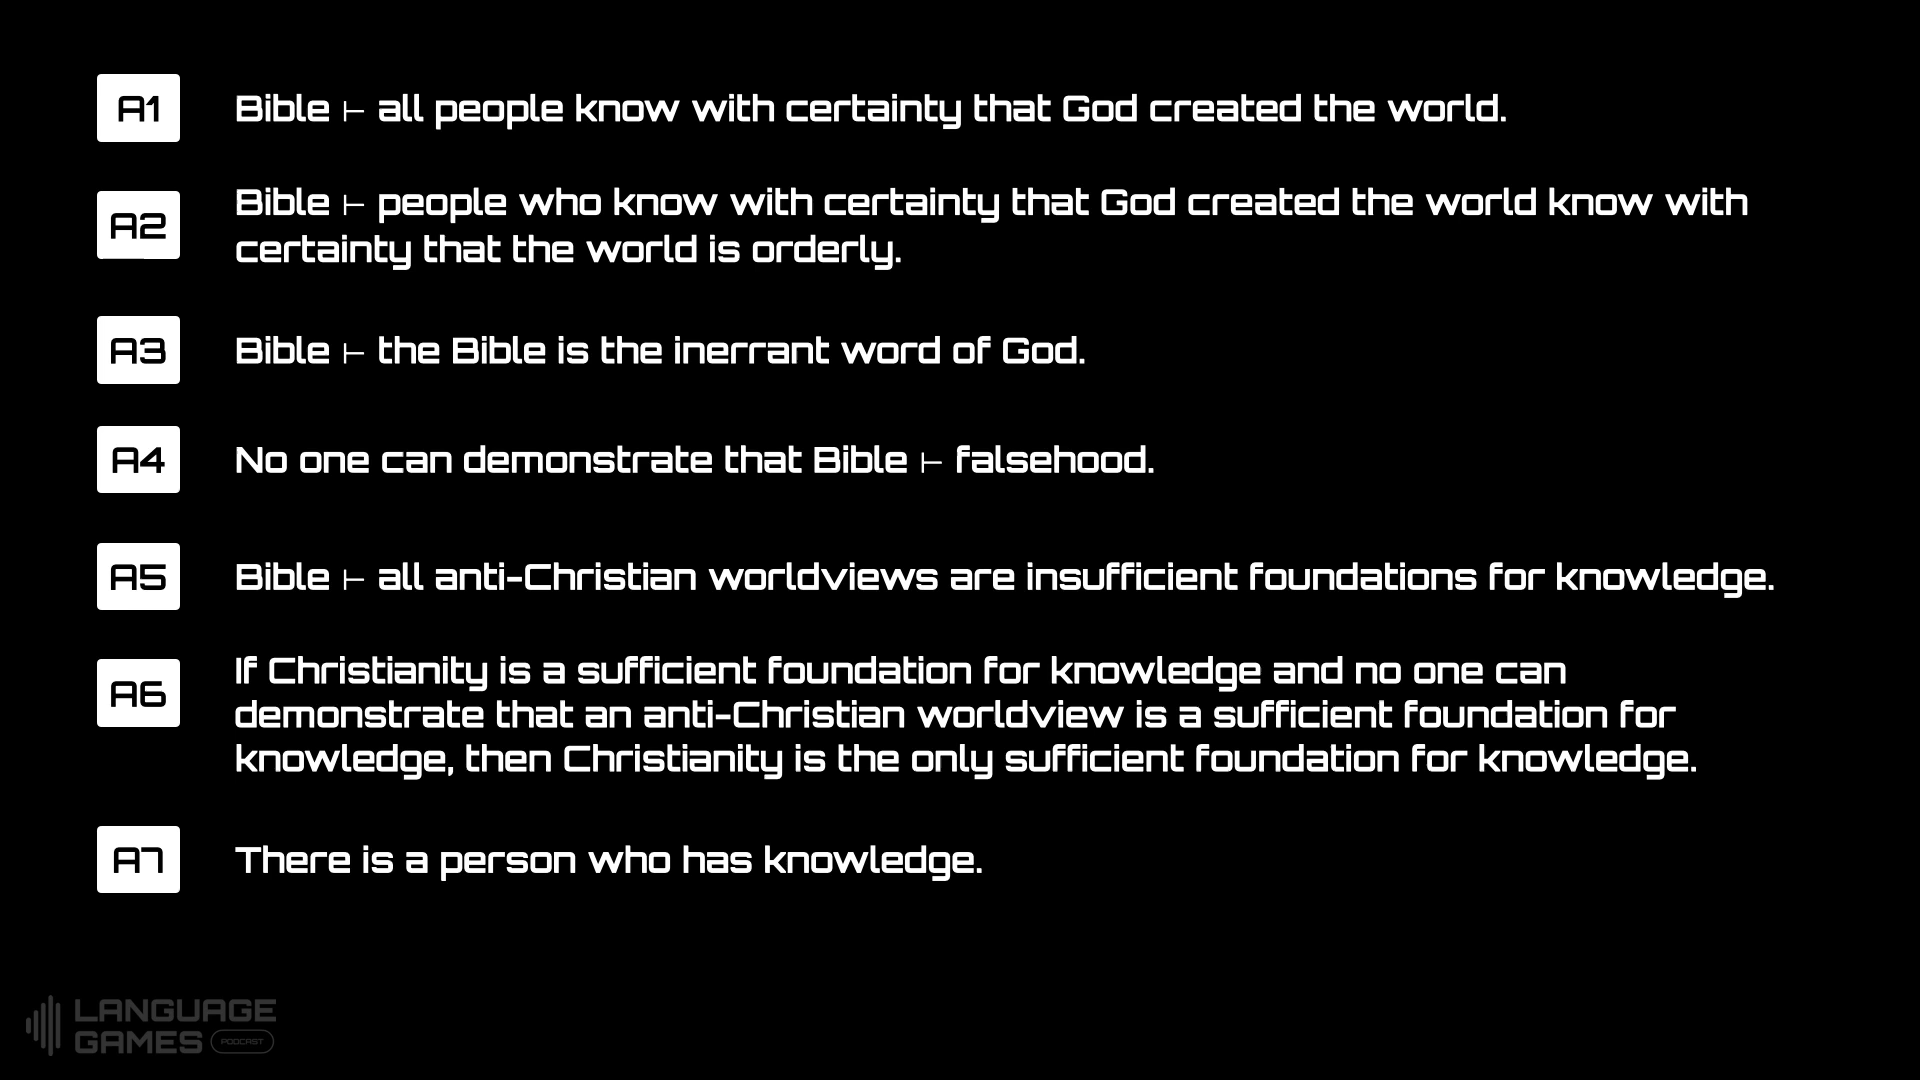 A1
Bible ⊢ all people know with certainty that God created the world.
A2
Bible ⊢ people who know with certainty that God created the world know with
certainty that the world is orderly.
A3
Bible ⊢ the Bible is the inerrant word of God.
A4
No one can demonstrate that Bible ⊢ falsehood.
A5
Bible ⊢ all anti-Christian worldviews are insufficient foundations for knowledge.
A6
If Christianity is a sufficient foundation for knowledge and no one can
demonstrate that an anti-Christian worldview is a sufficient foundation for
knowledge, then Christianity is the only sufficient foundation for knowledge.
A7
There is a person who has knowledge.
LANGUAGE
GAMES PODCAST